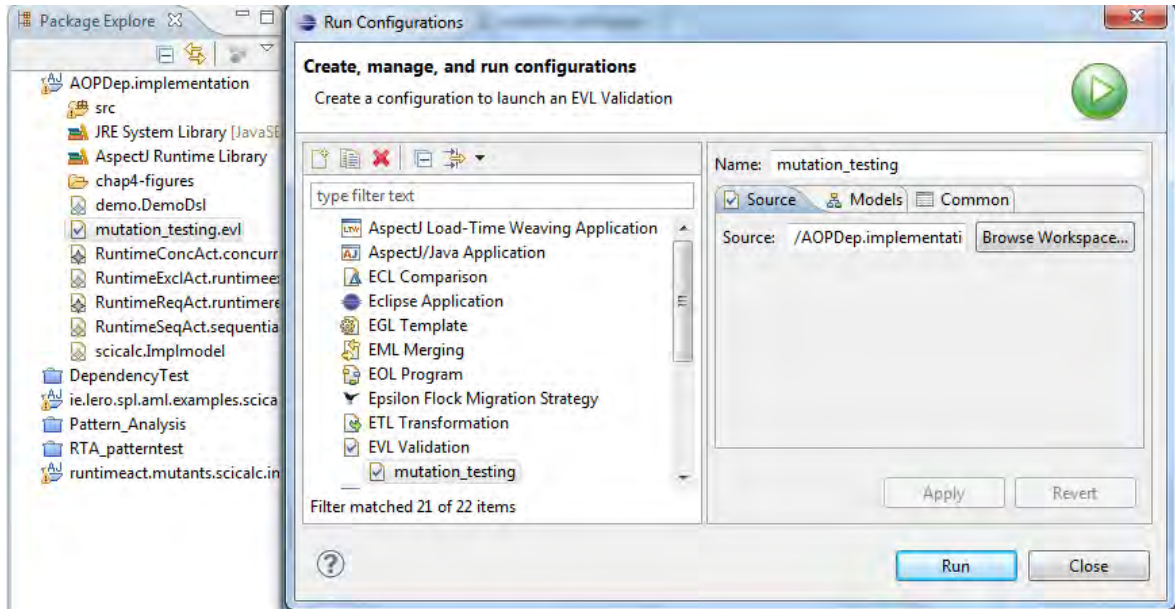 Package Explore
AOPDep.implementation
src
JRE System Library [JavaSE
AspectJ Runtime Library
chap4-figures
demo.DemoDsl
mutation_testing.evl
RuntimeConcAct.concurr
RuntimeExclAct.runtimeex
RuntimeReqAct.runtimere
RuntimeSeqAct.sequentia
scicalc.Implmodel
DependencyTest
ie.lero.spl.aml.examples.scica
Pattern_Analysis
RTA_patterntest
runtimeact.mutants.scicalc.in
Run Configurations
Create, manage, and run configurations
Create a configuration to launch an EVL Validation
type filter text
AspectJ Load-Time Weaving Application
AspectJ/Java Application
ECL Comparison
Eclipse Application
EGL Template
EML Merging
EOL Program
Epsilon Flock Migration Strategy
ETL Transformation
EVL Validation
mutation_testing
Filter matched 21 of 22 items
Name: mutation_testing
Source Models Common
Source: /AOPDep.implementati Browse Workspace...
Apply Revert
Run Close